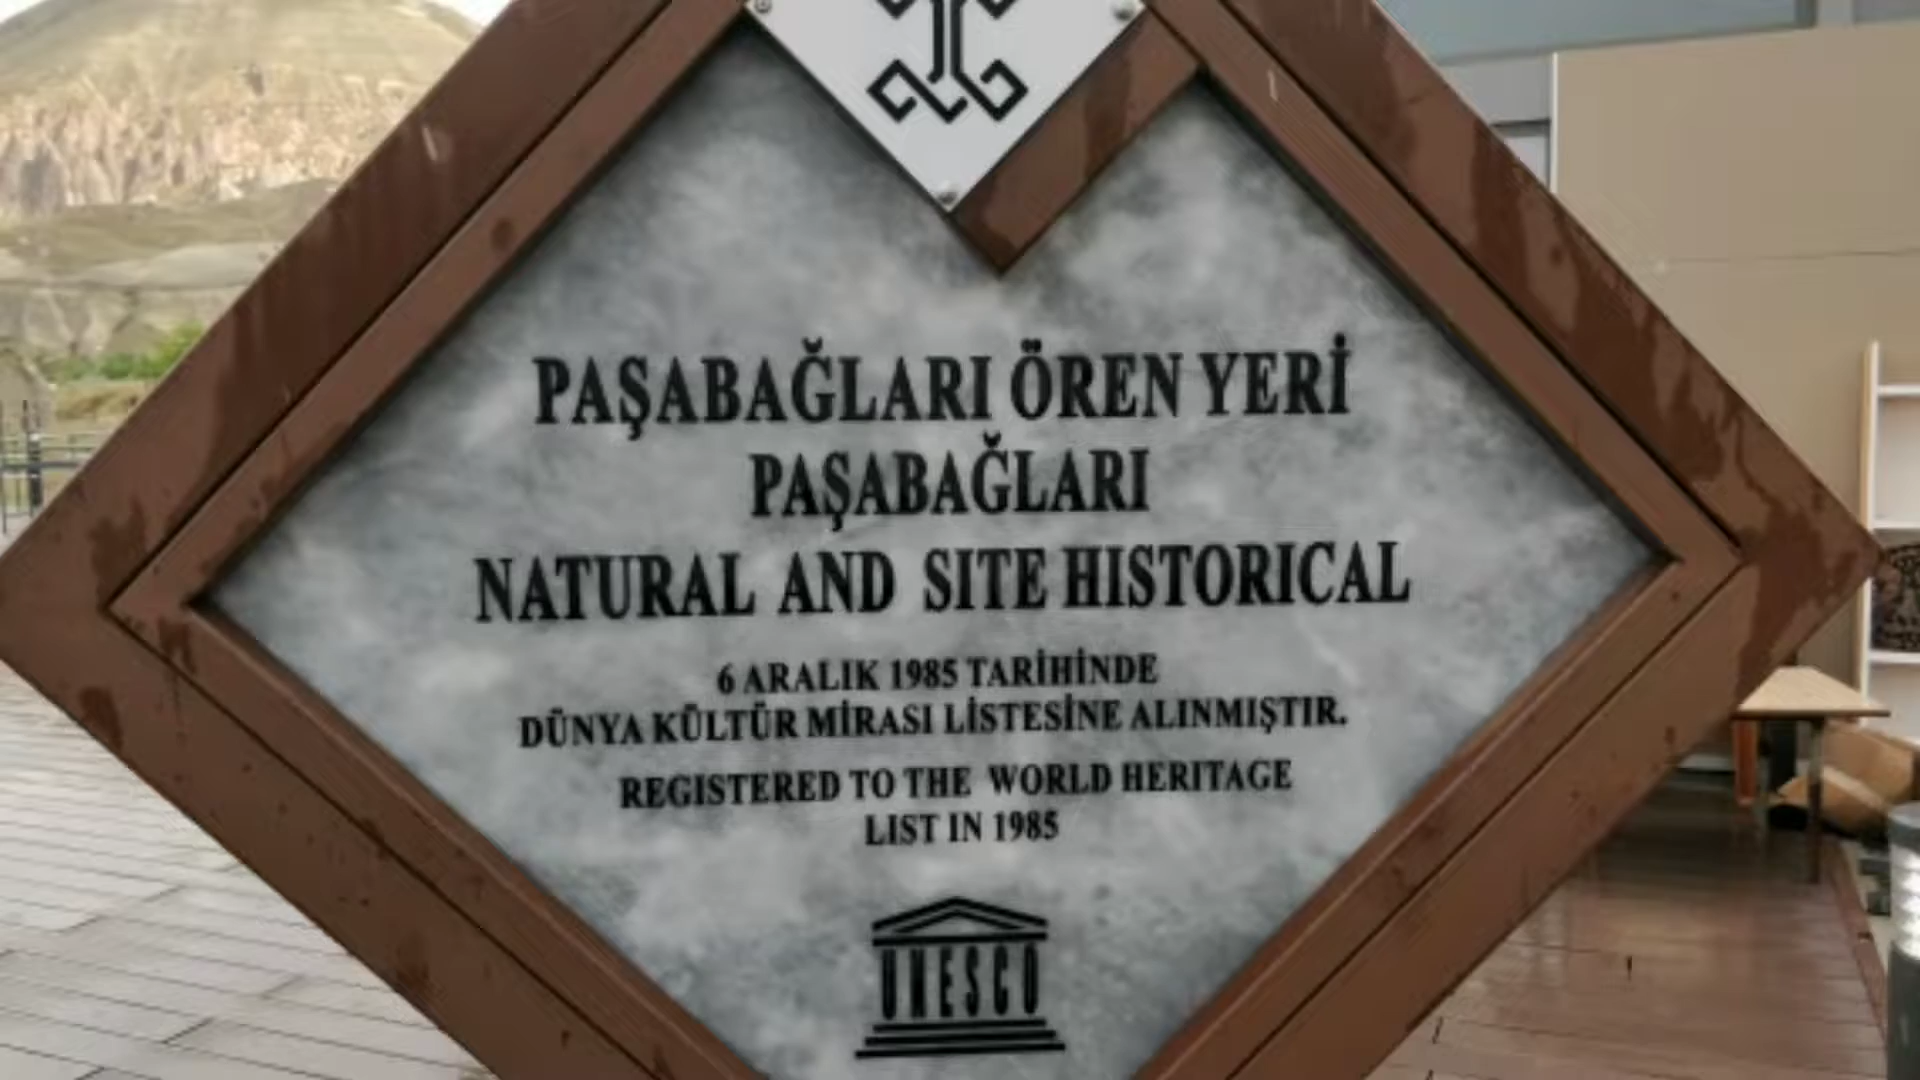 PAŞABAĞLARI ÖREN YERİ
PAŞABAĞLARI
NATURAL AND SITE HISTORICAL
6 ARALIK 1985 TARİHİNDE
DÜNYA KÜLTÜR MİRASI LİSTESİNE ALINMIŞTIR.
REGISTERED TO THE WORLD HERITAGE
LIST IN 1985
UNESCO